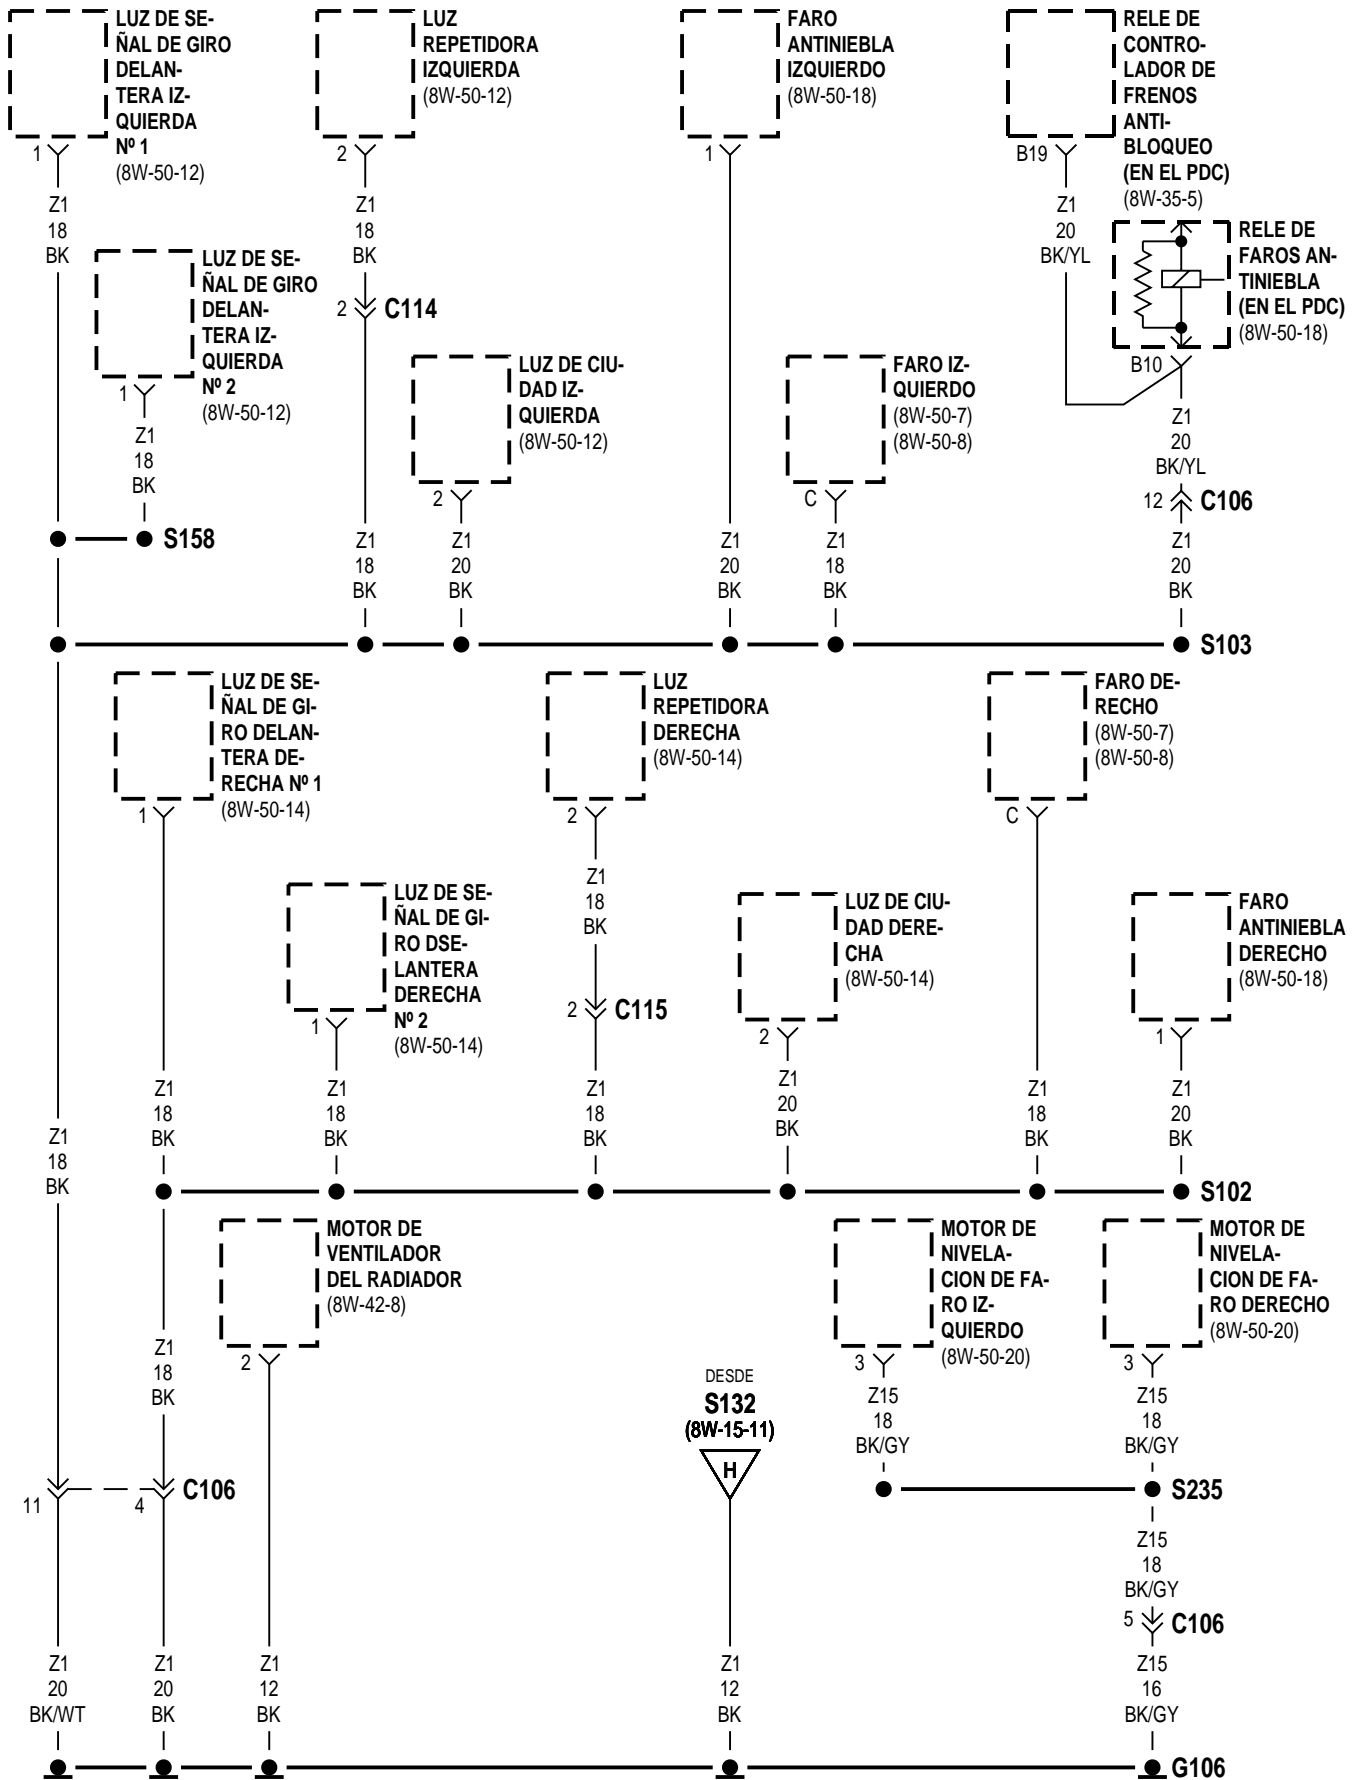 LUZ DE SE-
ÑAL DE GIRO
DELAN-
TERA IZ-
QUIERDA
Nº 1
(8W-50-12)
1
Z1
18
BK
LUZ
REPETIDORA
IZQUIERDA
(8W-50-12)
2
Z1
18
BK
2 C114
FARO
ANTINIEBLA
IZQUIERDO
(8W-50-18)
1
RELE DE
CONTRO-
LADOR DE
FRENOS
ANTI-
BLOQUEO
(EN EL PDC)
(8W-35-5)
B19
Z1
20
BK/YL
RELE DE
FAROS AN-
TINIEBLA
(EN EL PDC)
(8W-50-18)
B10
Z1
20
BK/YL
12 C106
LUZ DE SE-
ÑAL DE GIRO
DELAN-
TERA IZ-
QUIERDA
Nº 2
(8W-50-12)
1
Z1
18
BK
S158
LUZ DE CIU-
DAD IZ-
QUIERDA
(8W-50-12)
2
FARO IZ-
QUIERDO
(8W-50-7)
(8W-50-8)
C
Z1
18
BK
Z1
20
BK
Z1
20
BK
Z1
18
BK
Z1
20
BK
S103
LUZ DE SE-
ÑAL DE GI-
RO DELAN-
TERA DE-
RECHA Nº 1
(8W-50-14)
1
LUZ
REPETIDORA
DERECHA
(8W-50-14)
2
Z1
18
BK
2 C115
FARO DE-
RECHO
(8W-50-7)
(8W-50-8)
C
LUZ DE SE-
ÑAL DE GI-
RO DSE-
LANTERA
DERECHA
Nº 2
(8W-50-14)
1
LUZ DE CIU-
DAD DERE-
CHA
(8W-50-14)
2
FARO
ANTINIEBLA
DERECHO
(8W-50-18)
1
Z1
18
BK
Z1
18
BK
Z1
18
BK
Z1
18
BK
Z1
20
BK
Z1
18
BK
Z1
20
BK
S102
MOTOR DE
VENTILADOR
DEL RADIADOR
(8W-42-8)
2
MOTOR DE
NIVELA-
CION DE FA-
RO IZ-
QUIERDO
(8W-50-20)
3
MOTOR DE
NIVELA-
CION DE FA-
RO DERECHO
(8W-50-20)
3
Z1
18
BK
DESDE
S132
(8W-15-11)
H
Z15
18
BK/GY
Z15
18
BK/GY
11
4
C106
S235
Z15
18
BK/GY
5 C106
Z1
20
BK/WT
Z1
20
BK
Z1
12
BK
Z1
12
BK
Z15
16
BK/GY
G106